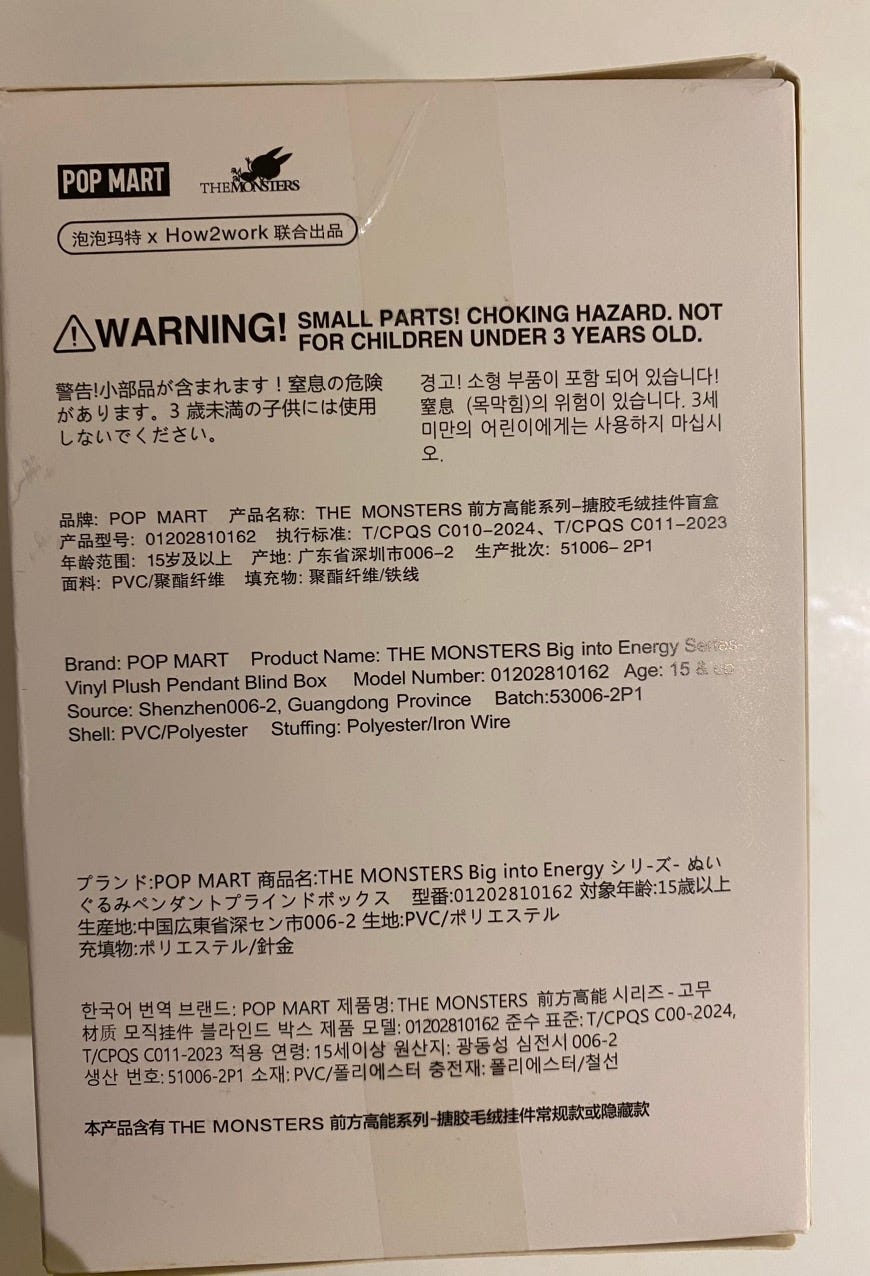 POP MART
THE MONSTERS
泡泡玛特 x How2work 联合出品
WARNING! SMALL PARTS! CHOKING HAZARD. NOT
FOR CHILDREN UNDER 3 YEARS OLD.
警告!小部品が含まれます！窒息の危険
があります。3 歳未満の子供には使用
しないでください。
경고! 소형 부품이 포함 되어 있습니다!
窒息 (목막힘)의 위험이 있습니다. 3세
미만의 어린이에게는 사용하지 마십시
오.
品牌: POP MART 产品名称: THE MONSTERS 前方高能系列-搪胶毛绒挂件盲盒
产品型号: 01202810162 执行标准: T/CPQS C010-2024、T/CPQS C011-2023
年龄范围: 15岁及以上 产地: 广东省深圳市006-2 生产批次: 51006- 2P1
面料: PVC/聚酯纤维 填充物: 聚酯纤维/铁线
Brand: POP MART Product Name: THE MONSTERS Big into Energy Series-
Vinyl Plush Pendant Blind Box Model Number: 01202810162 Age: 15 & up
Source: Shenzhen006-2, Guangdong Province Batch:53006-2P1
Shell: PVC/Polyester Stuffing: Polyester/Iron Wire
プランド:POP MART 商品名:THE MONSTERS Big into Energy シリ-ズ- ぬい
ぐるみペンダントプラインドボックス 型番:01202810162 対象年齢:15歳以上
生産地:中国広東省深セン市006-2 生地:PVC/ポリエステル
充填物:ポリエステル/針金
한국어 번역 브랜드: POP MART 제품명: THE MONSTERS 前方高能 시리즈 - 고무
材质 모직挂件 블라인드 박스 제품 모델: 01202810162 준수 표준: T/CPQS C00-2024,
T/CPQS C011-2023 적용 연령: 15세이상 원산지: 광동성 심전시 006-2
생산 번호: 51006-2P1 소재: PVC/폴리에스터 충전재: 폴리에스터/철선
本产品含有 THE MONSTERS 前方高能系列-搪胶毛绒挂件常规款或隐藏款